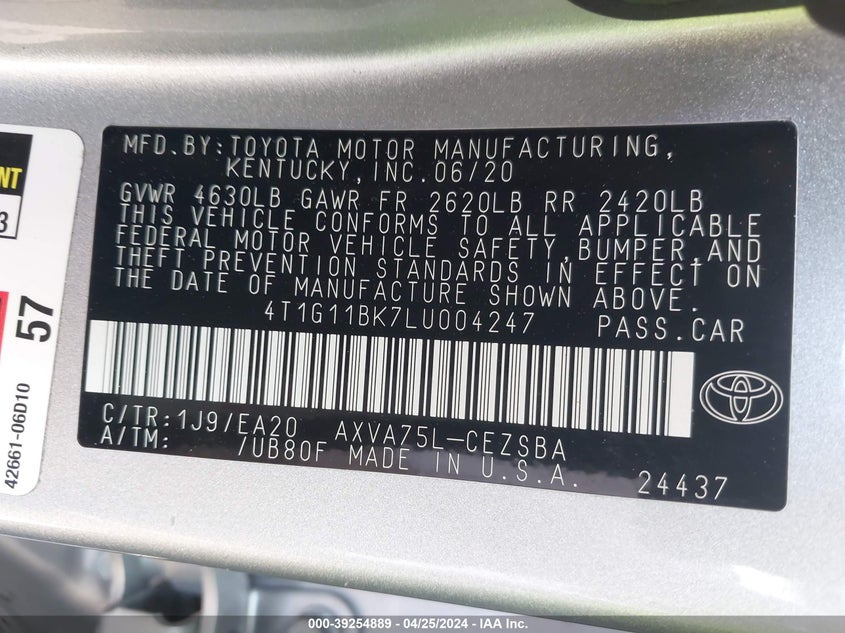 MFD.BY:TOYOTA MOTOR MANUFACTURING,
KENTUCKY,INC.06/20
GVWR 4630LB GAWR FR 2620LB RR 2420LB
THIS VEHICLE CONFORMS TO ALL APPLICABLE
FEDERAL MOTOR VEHICLE SAFETY,BUMPER,AND
THEFT PREVENTION STANDARDS IN EFFECT ON
THE DATE OF MANUFACTURE SHOWN ABOVE.
4T1G11BK7LU004247 PASS.CAR
C/TR:1J9/EA20 AXVA75L-CEZSBA
A/TM: /UB80F MADE IN U.S.A.
24437
NT
3
57
42661-06D10
000-39254889 - 04/25/2024 - IAA Inc.